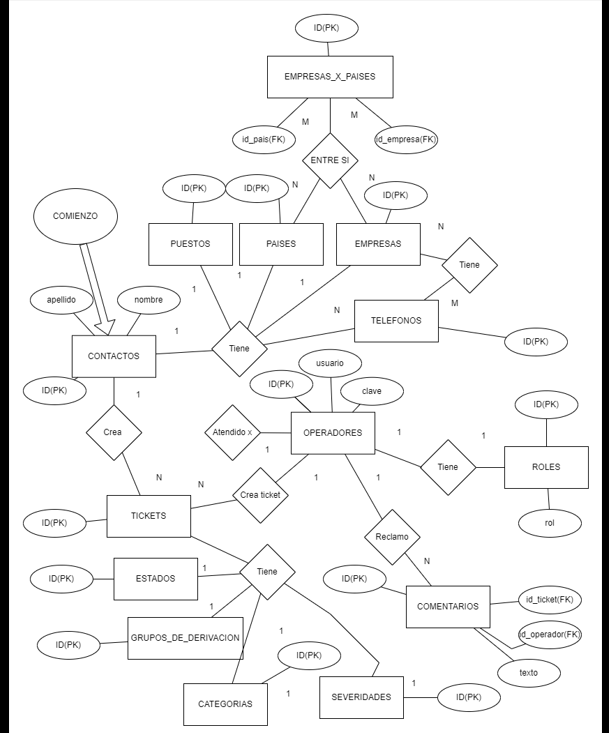 ID(PK)
EMPRESAS_X_PAISES
M
M
id_pais(FK)
id_empresa(FK)
ENTRE SI
N
N
ID(PK)
ID(PK)
ID(PK)
COMIENZO
N
PUESTOS
PAISES
EMPRESAS
Tiene
1
1
1
apellido
nombre
N
M
TELEFONOS
1
Tiene
ID(PK)
CONTACTOS
usuario
ID(PK)
ID(PK)
clave
1
ID(PK)
Crea
Atendido x
OPERADORES
1
1
1
Tiene
ROLES
N
N
1
1
Crea ticket
ID(PK)
TICKETS
rol
Reclamo
N
1
Tiene
ID(PK)
ESTADOS
ID(PK)
id_ticket(FK)
1
COMENTARIOS
GRUPOS_DE_DERIVACION
1
id_operador(FK)
ID(PK)
ID(PK)
texto
1
1
CATEGORIAS
SEVERIDADES
ID(PK)